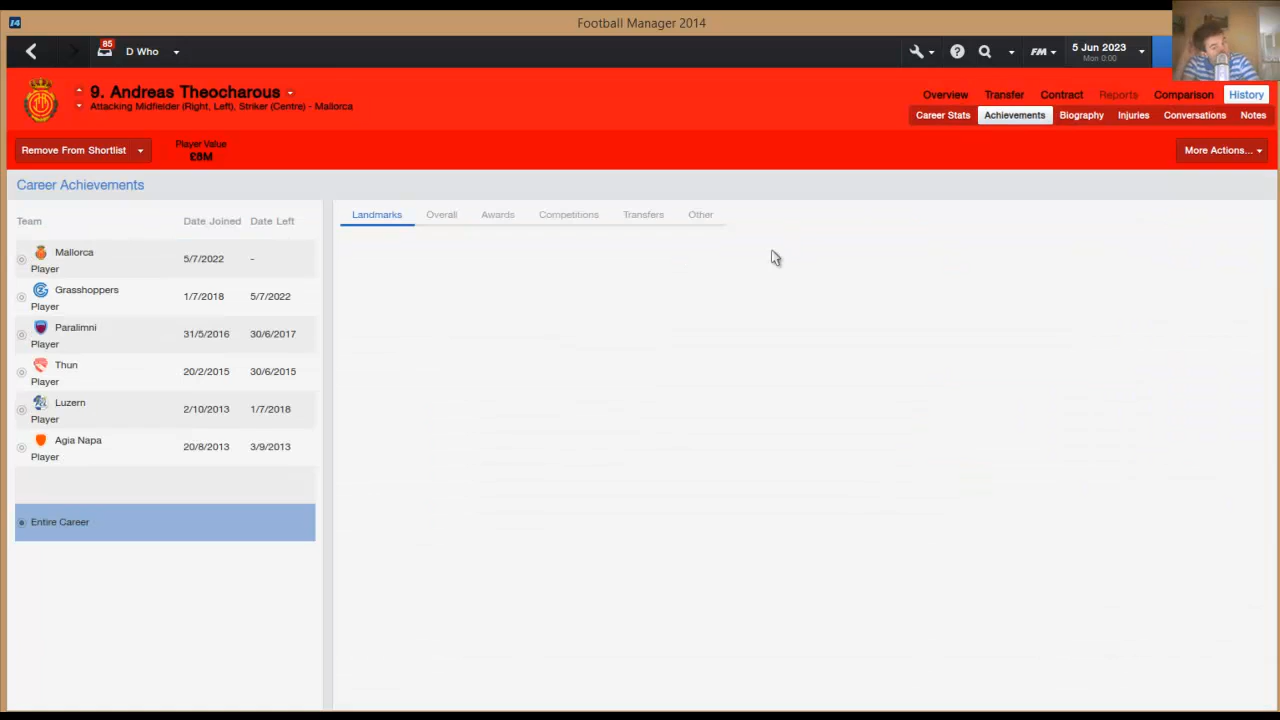 Football Manager 2014
85 D Who
FM 5 Jun 2023
Mon 0:00
9. Andreas Theocharous
Attacking Midfielder (Right, Left), Striker (Centre) - Mallorca
Overview Transfer Contract Reports Comparison History
Career Stats Achievements Biography Injuries Conversations Notes
Remove From Shortlist
Player Value
£6M
More Actions...
Career Achievements
Team Date Joined Date Left
Landmarks Overall Awards Competitions Transfers Other
Mallorca
Player 5/7/2022 -
Grasshoppers
Player 1/7/2018 5/7/2022
Paralimni
Player 31/5/2016 30/6/2017
Thun
Player 20/2/2015 30/6/2015
Luzern
Player 2/10/2013 1/7/2018
Agia Napa
Player 20/8/2013 3/9/2013
Entire Career